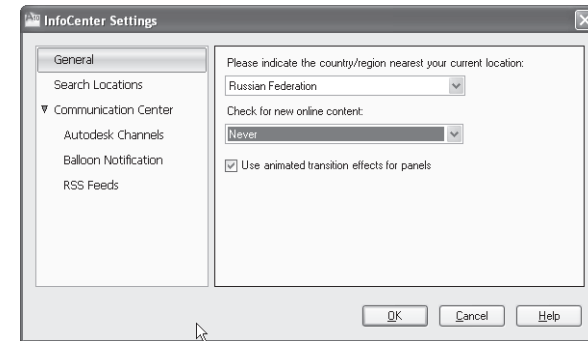 InfoCenter Settings
General
Search Locations
Communication Center
Autodesk Channels
Balloon Notification
RSS Feeds
Please indicate the country/region nearest your current location:
Russian Federation
Check for new online content:
Never
Use animated transition effects for panels
OK
Cancel
Help